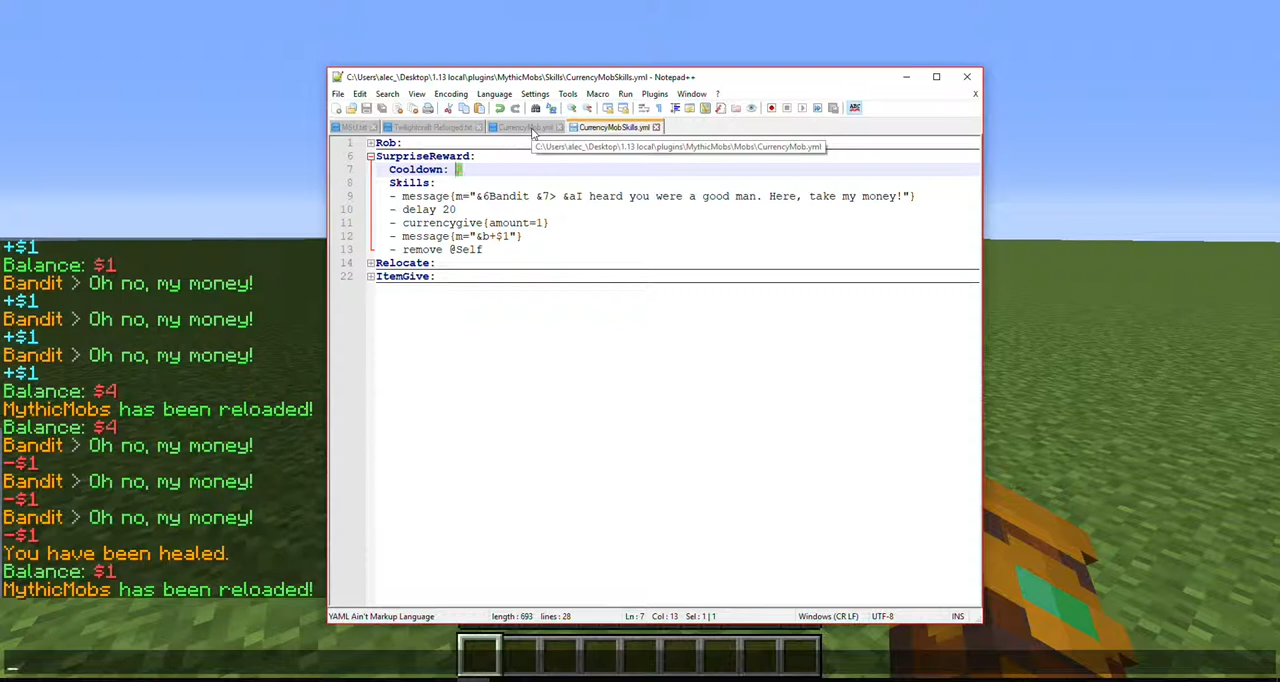 C:\Users\alec_\Desktop\1.13 local\plugins\MythicMobs\Skills\CurrencyMobSkills.yml - Notepad++
File Edit Search View Encoding Language Settings Tools Macro Run Plugins Window ? X
MSU.txt Twilightcraft Reforged.txt CurrencyMob.yml CurrencyMobSkills.yml
C:\Users\alec_\Desktop\1.13 local\plugins\MythicMobs\Mobs\CurrencyMob.yml
1 Rob:
6 SurpriseReward:
7 Cooldown:
8 Skills:
9 - message{m="&6Bandit &7> &aI heard you were a good man. Here, take my money!"}
10 - delay 20
11 - currencygive{amount=1}
12 - message{m="&b+$1"}
13 - remove @Self
14 Relocate:
22 ItemGive:
YAML Ain't Markup Language length : 693 lines : 28 Ln : 7 Col : 13 Sel : 1 | 1 Windows (CR LF) UTF-8 INS
+$1
Balance: $1
Bandit > Oh no, my money!
+$1
Bandit > Oh no, my money!
+$1
Bandit > Oh no, my money!
+$1
Balance: $4
MythicMobs has been reloaded!
Balance: $4
Bandit > Oh no, my money!
-$1
Bandit > Oh no, my money!
-$1
Bandit > Oh no, my money!
-$1
You have been healed.
Balance: $1
MythicMobs has been reloaded!
_